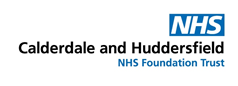 NHS
Calderdale and Huddersfield
NHS Foundation Trust